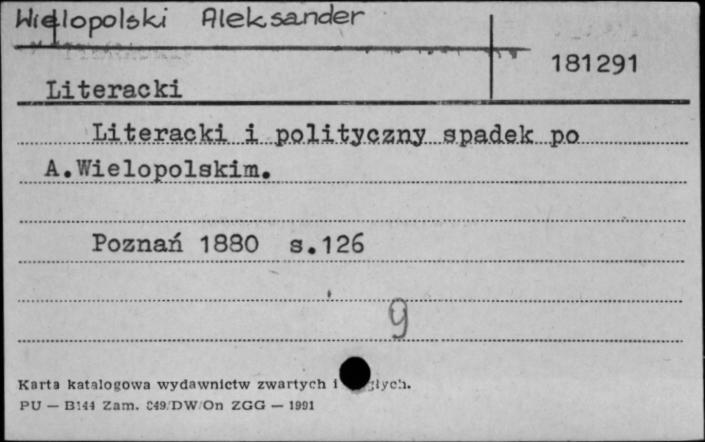 Wielopolski Aleksander
181291
Literacki
Literacki i polityczny spadek po
A.Wielopolskim.
Poznań 1880 s.126
9
Karta katalogowa wydawnictw zwartych i
PU — B144 Zam. 849/DW/On ZGG — 1991